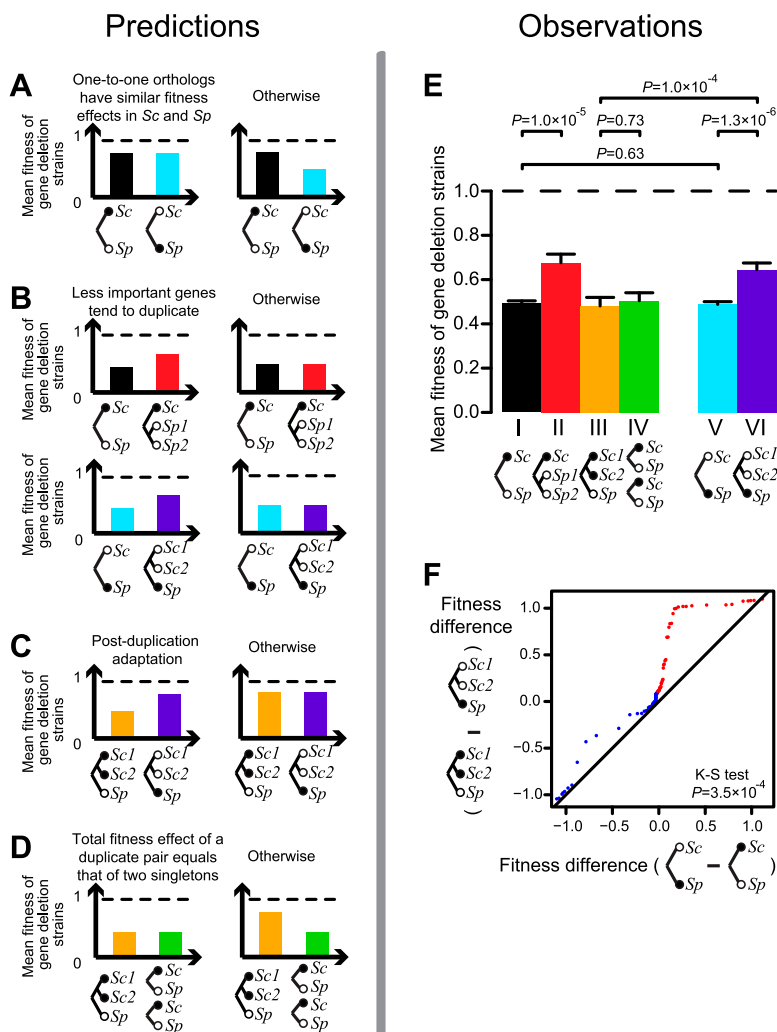 Predictions
Observations
A
One-to-one orthologs
have similar fitness
effects in Sc and Sp
Otherwise
Mean fitness of
gene deletion
strains
1
0
Sc
Sp
Sc
Sp
Sc
Sp
Sc
Sp
B
Less important genes
tend to duplicate
Otherwise
Mean fitness of
gene deletion
strains
1
0
Sc
Sp
Sc
Sp1
Sp2
Sc
Sp
Sc
Sp1
Sp2
Mean fitness of
gene deletion
strains
1
0
Sc
Sp
Sc1
Sc2
Sp
Sc
Sp
Sc1
Sc2
Sp
C
Post-duplication
adaptation
Otherwise
Mean fitness of
gene deletion
strains
1
0
Sc1
Sc2
Sp
Sc1
Sc2
Sp
Sc1
Sc2
Sp
Sc1
Sc2
Sp
D
Total fitness effect of a
duplicate pair equals
that of two singletons
Otherwise
Mean fitness of
gene deletion
strains
1
0
Sc1
Sc2
Sp
Sc
Sp
Sc
Sp
Sc1
Sc2
Sp
Sc
Sp
Sc
Sp
E
P=1.0×10-4
P=1.0×10-5
P=0.73
P=1.3×10-6
P=0.63
Mean fitness of gene deletion strains
1.0
0.8
0.6
0.4
0.2
0.0
I
II
III
IV
V
VI
Sc
Sp
Sc
Sp1
Sp2
Sc1
Sc2
Sp
Sc
Sp
Sc
Sp
Sc
Sp
Sc1
Sc2
Sp
F
Fitness
difference
(
Sc1
Sc2
Sp
−
Sc1
Sc2
Sp
)
1.0
0.5
0.0
−0.5
−1.0
K-S test
P=3.5×10-4
−1.0 −0.5 0.0 0.5 1.0
Fitness difference ( Sc Sp − Sc Sp )